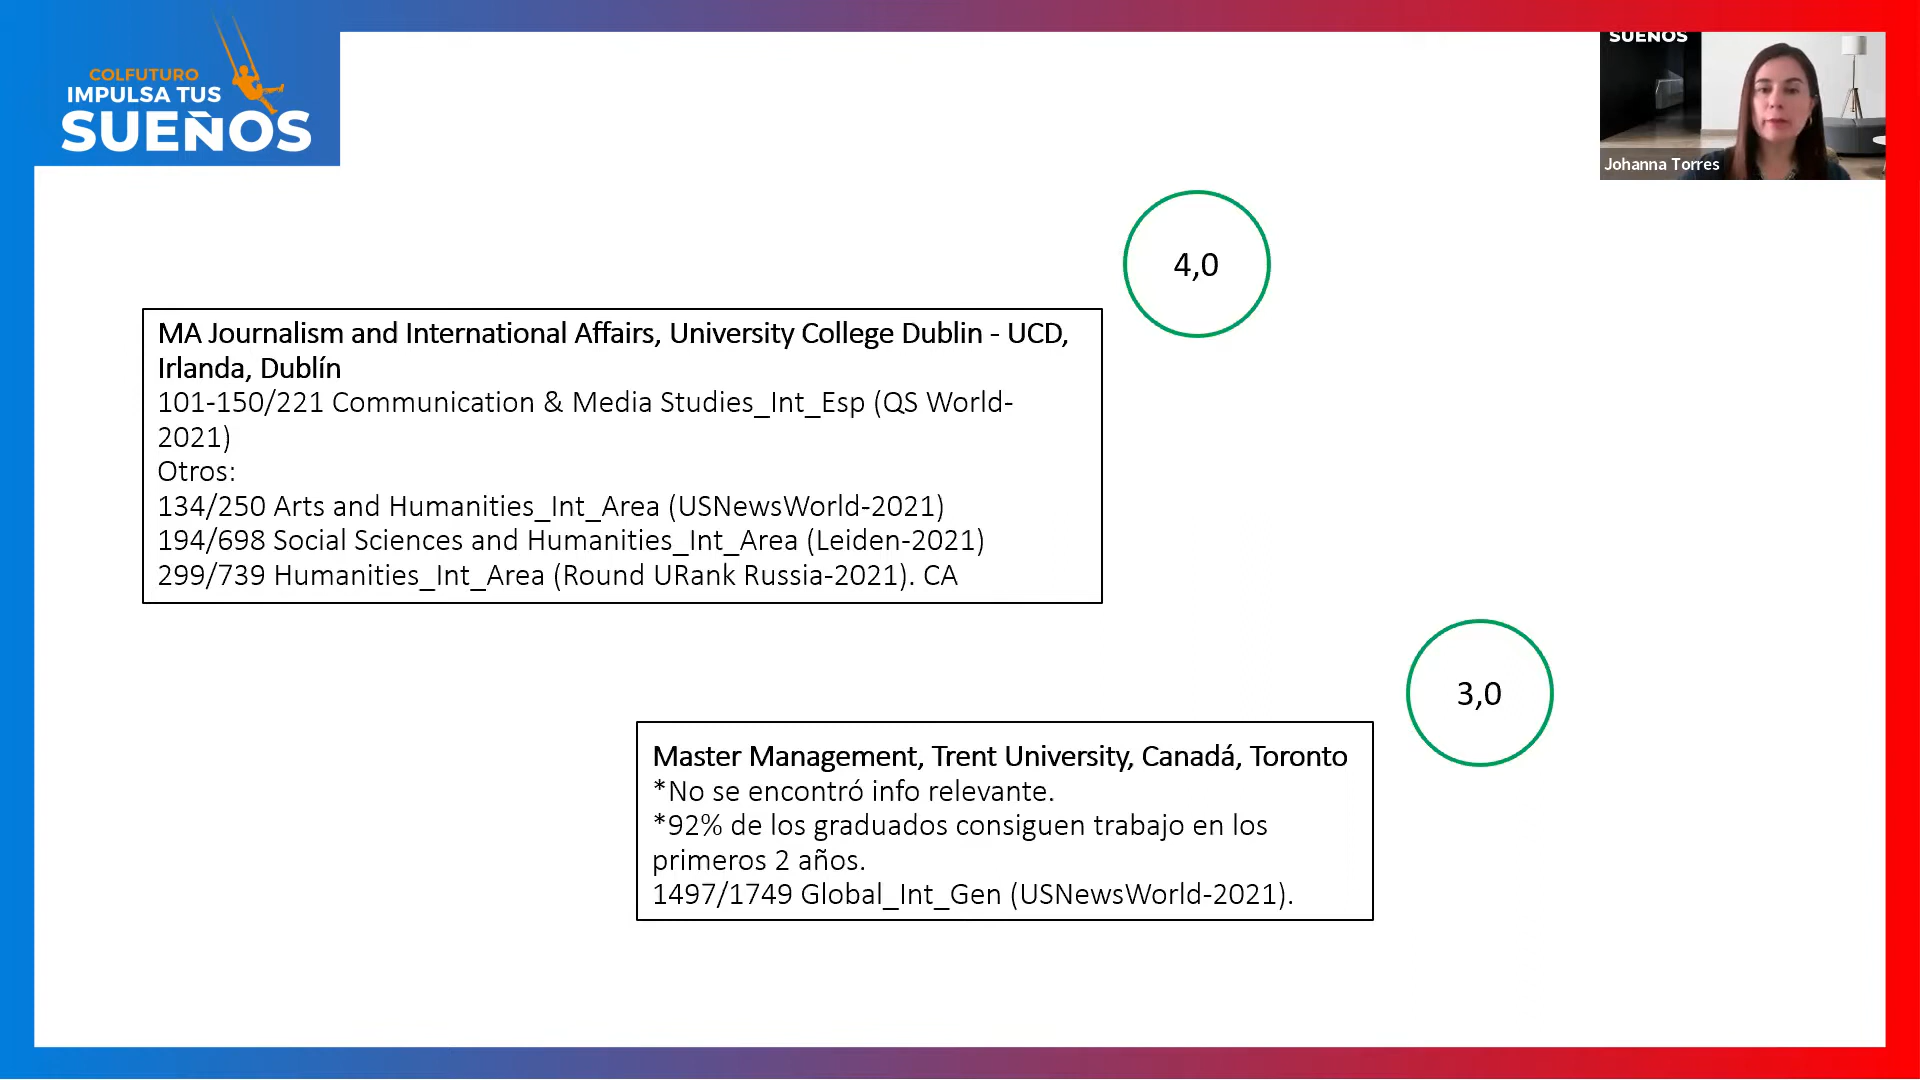 COLFUTURO
IMPULSA TUS
SUEÑOS
SUEÑOS
Johanna Torres
4,0
MA Journalism and International Affairs, University College Dublin - UCD,
Irlanda, Dublín
101-150/221 Communication & Media Studies_Int_Esp (QS World-
2021)
Otros:
134/250 Arts and Humanities_Int_Area (USNewsWorld-2021)
194/698 Social Sciences and Humanities_Int_Area (Leiden-2021)
299/739 Humanities_Int_Area (Round URank Russia-2021). CA
3,0
Master Management, Trent University, Canadá, Toronto
*No se encontró info relevante.
*92% de los graduados consiguen trabajo en los
primeros 2 años.
1497/1749 Global_Int_Gen (USNewsWorld-2021).